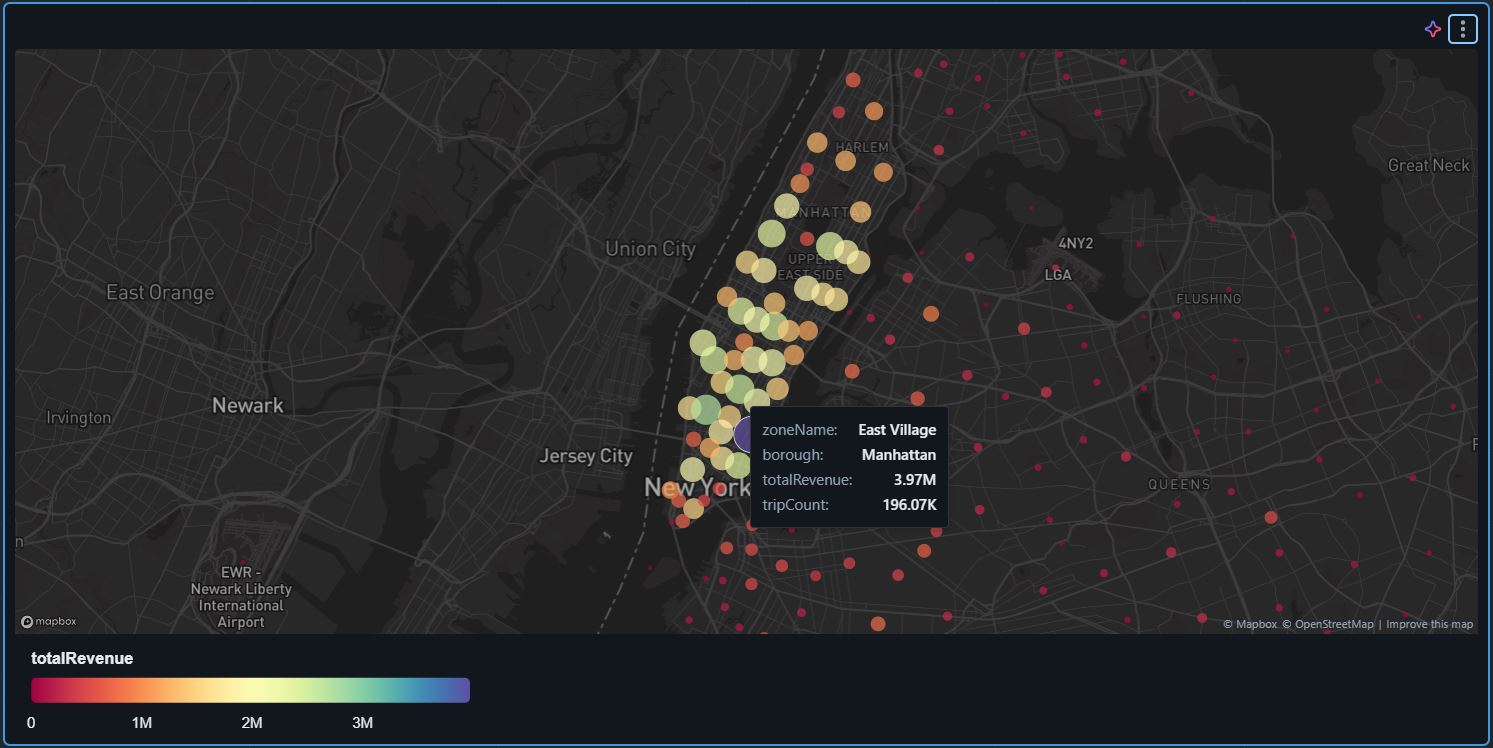 HARLEM
Great Neck
MANHATTAN
4NY2
Union City
UPPER
EAST SIDE
LGA
East Orange
FLUSHING
Newark
Irvington
zoneName: East Village
borough: Manhattan
totalRevenue: 3.97M
tripCount: 196.07K
Jersey City
New York
QUEENS
EWR -
Newark Liberty
International
Airport
mapbox
© Mapbox © OpenStreetMap | Improve this map
totalRevenue
0 1M 2M 3M